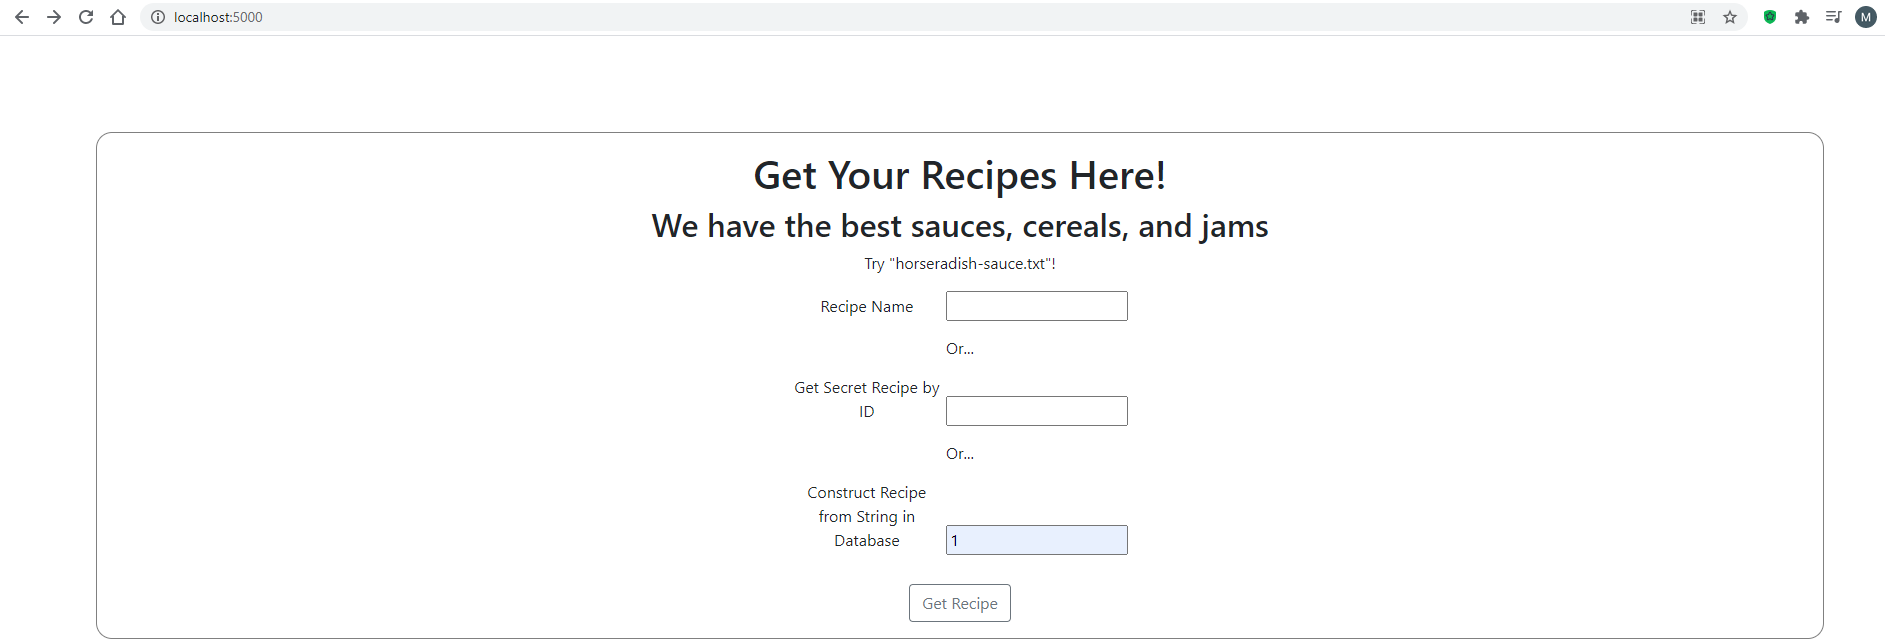 localhost:5000
M
Get Your Recipes Here!
We have the best sauces, cereals, and jams
Try "horseradish-sauce.txt"!
Recipe Name
Or...
Get Secret Recipe by
ID
Or...
Construct Recipe
from String in
Database
1
Get Recipe